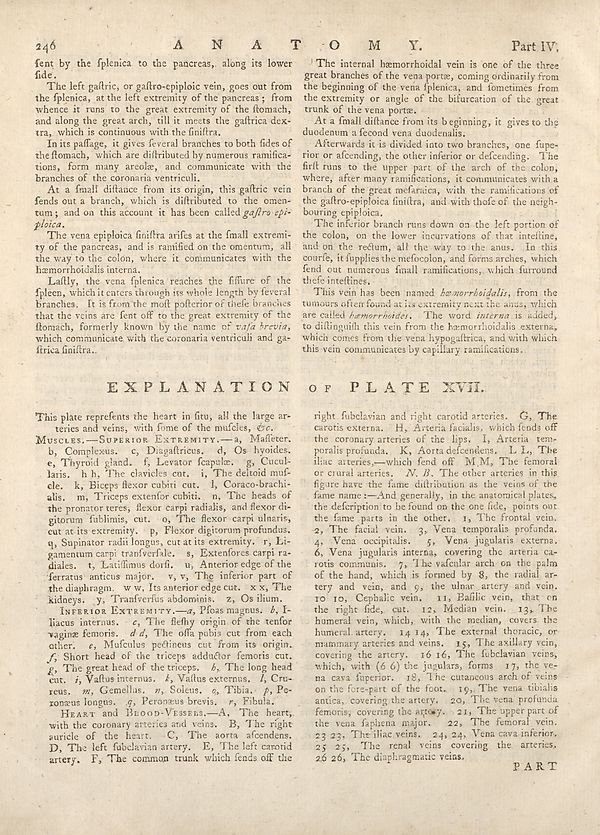 246 A N A T O M Y. Part IV.
ſent by the ſplenica to the pancreas, along its lower
ſide.
The left gaſtric, or gaſtro-epiploic vein, goes out from
the ſplenica, at the left extremity of the pancreas; from
whence it runs to the great extremity of the ſtomach,
and along the great arch, till it meets the gaſtrica dex-
tra, which is continuous with the ſiniſtra.
In its paſſage, it gives ſeveral branches to both ſides of
the ſtomach, which are diſtributed by numerous ramifica-
tions, form many areolæ, and communicate with the
branches of the coronaria ventriculi.
At a ſmall diſtance from its origin, this gaſtric vein
ſends out a branch, which is diſtributed to the omen-
tum; and on this account it has been called gaſtro epi-
ploica.
The vena epiploica ſiniſtra ariſes at the ſmall extremi-
ty of the pancreas, and is ramified on the omentum, all
the way to the colon, where it communicates with the
hæmorrhoidalis interna.
Laſtly, the vena ſplenica reaches the fiſſure of the
ſpleen, which it enters through its whole length by ſeveral
branches. It is from the moſt poſterior of theſe branches
that the veins are ſent off to the great extremity of the
ſtomach, formerly known by the name of vaſa brevia,
which communicate with the coronaria ventriculi and ga-
ſtrica ſiniſtra.
The internal hæmorrhoidal vein is one of the three
great branches of the vena portæ, coming ordinarily from
the beginning of the vena ſplenica, and ſometimes from
the extremity or angle of the bifurcation of the great
trunk of the vena portæ.
At a ſmall diſtance from its beginning, it gives to the
duodenum a ſecond vena duodenalis.
Afterwards it is divided into two branches, one ſupe-
rior or aſcending, the other inferior or deſcending. The
firſt runs to the upper part of the arch of the colon,
where, after many ramifications, it communicates with a
branch of the great meſaraica, with the ramifications of
the gaſtro-epiploica ſiniſtra, and with thoſe of the neigh-
bouring epiploica.
The inferior branch runs down on the left portion of
the colon, on the lower incurvations of that inteſtine,
and on the rectum, all the way to the anus. In this
courſe, it ſupplies the meſocolon, and forms arches, which
ſend out numerous ſmall ramifications, which ſurround
theſe inteſtines.
This vein has been named hæmorrhoidalis, from the
tumours often found at its extremity next the anus, which
are called hæmorrhoides. The word interna is added,
to diſtinguiſh this vein from the hæmorrhoidalis externa,
which comes from the vena hypogaſtrica, and with which
this vein communicates by capillary ramifications.
EXPLANATION OF PLATE XVII.
This plate repreſents the heart in ſitu, all the large ar-
teries and veins, with ſome of the muſcles, &c.
MUSCLES.—SUPERIOR EXTREMITY.—a, Maſſeter.
b, Complexus. c, Diagaſtricus. d, Os hyoides.
e, Thyroid gland. f, Levator ſcapulæ. g, Cucul-
laris. h h, The clavicles cut. i, The deltoid muſ-
cle. k, Biceps flexor cubiti cut. l, Coraco-brachi-
alis. m, Triceps extenſor cubiti. n, The heads of
the pronator teres, flexor carpi radialis, and flexor di-
gitorum ſublimis, cut. o, The flexor carpi ulnaris,
cut at its extremity. p, Flexor digitorum profundus.
q, Supinator radii longus, cut at its extremity. r, Li-
gamentum carpi tranſverſale. s, Extenſores carpi ra-
diales. t, Latiſſimus dorſi. u, Anterior edge of the
ſerratus anticus major. v, v, The inferior part of
the diaphragm. w w, Its anterior edge cut. x x, The
kidneys. y, Tranſverſus abdominis. z, Os ilium.
INFERIOR EXTREMITY.—a, Pſoas magnus. b, I-
liacus internus. c, The fleſhy origin of the tenſor
vaginæ femoris. d d, The oſſa pubis cut from each
other. e, Muſculus pectineus cut from its origin.
f, Short head of the triceps adductor femoris cut.
g, The great head of the triceps. h, The long head
cut. i, Vaſtus internus. k, Vaſtus externus. l, Cru-
reus. m, Gemellus. n, Soleus. o, Tibia. p, Pe-
ronæus longus. q, Peronæus brevis. r, Fibula.
HEART and BLOOD-VESSELS.—A, The heart,
with the coronary arteries and veins. B, The right
auricle of the heart. C, The aorta aſcendens.
D, The left ſubclavian artery. E, The left carotid
artery. F, The common trunk which ſends off the
right ſubclavian and right carotid arteries. G, The
carotis externa. H, Arteria facialis, which ſends off
the coronary arteries of the lips. I, Arteria tem-
poralis profunda. K, Aorta deſcendens. L L, The
iliac arteries,—which ſend off M M, The femoral
or crural arteries. N. B. The other arteries in this
figure have the ſame diſtribution as the veins of the
ſame name:—And generally, in the anatomical plates,
the deſcription to be found on the one ſide, points out
the ſame parts in the other. 1, The frontal vein.
2, The facial vein. 3, Vena temporalis profunda.
4, Vena occipitalis. 5, Vena jugularis externa.
6, Vena jugularis interna, covering the arteria ca-
rotis communis. 7, The vaſcular arch on the palm
of the hand, which is formed by 8, the radial ar-
tery and vein, and 9, the ulnar artery and vein.
10 10, Cephalic vein. 11, Baſilic vein, that on
the right ſide, cut. 12, Median vein. 13, The
humeral vein, which, with the median, covers the
humeral artery. 14 14, The external thoracic, or
mammary arteries and veins. 15, The axillary vein,
covering the artery. 16 16, The ſubclavian veins,
which, with (6 6) the jugulars, forms 17, the ve-
na cava ſuperior. 18, The cutaneous arch of veins
on the fore-part of the foot. 19, The vena tibialis
antica, covering the artery. 20, The vena profunda
femoris, covering the artery. 21, The upper part of
the vena ſaphena major. 22, The femoral vein.
23 23, The iliac veins. 24, 24, Vena cava inferior.
25 25, The renal veins covering the arteries.
26 26, The diaphragmatic veins.
PART